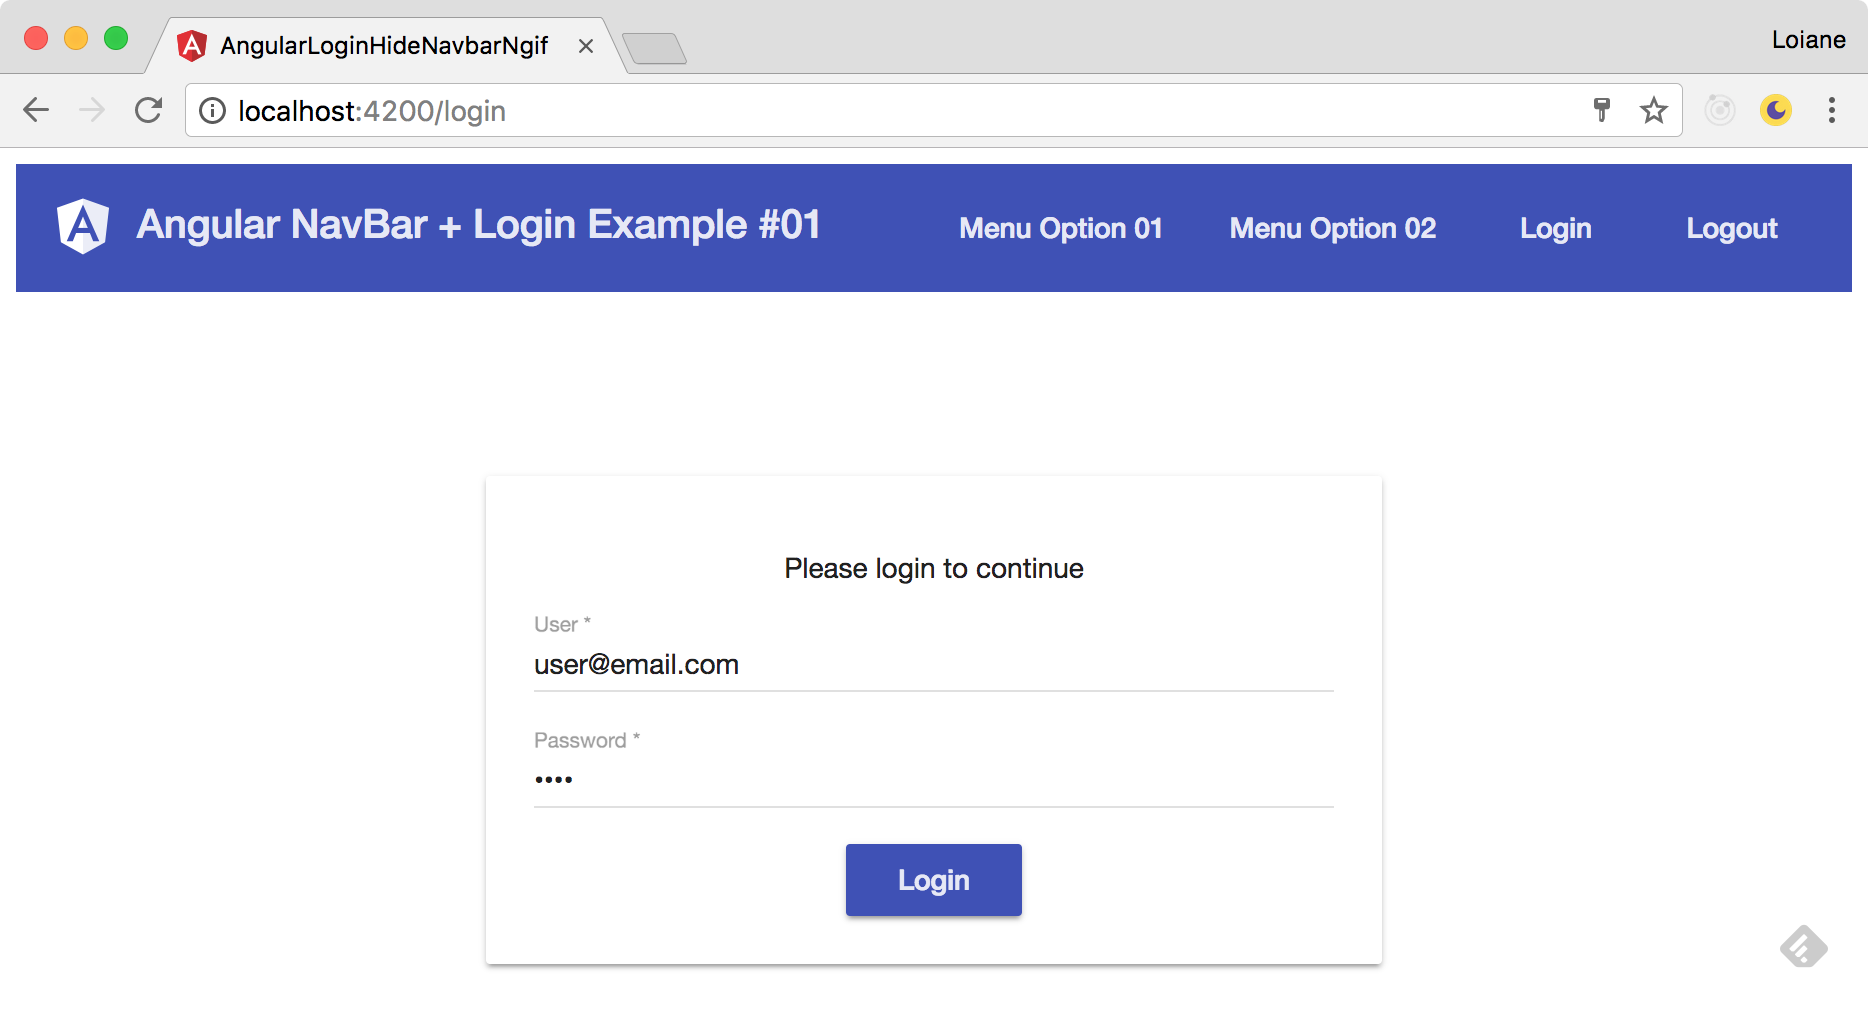 AngularLoginHideNavbarNgif
Loiane
localhost:4200/login
Angular NavBar + Login Example #01 Menu Option 01 Menu Option 02 Login Logout
Please login to continue
User *
user@email.com
Password *
••••
Login